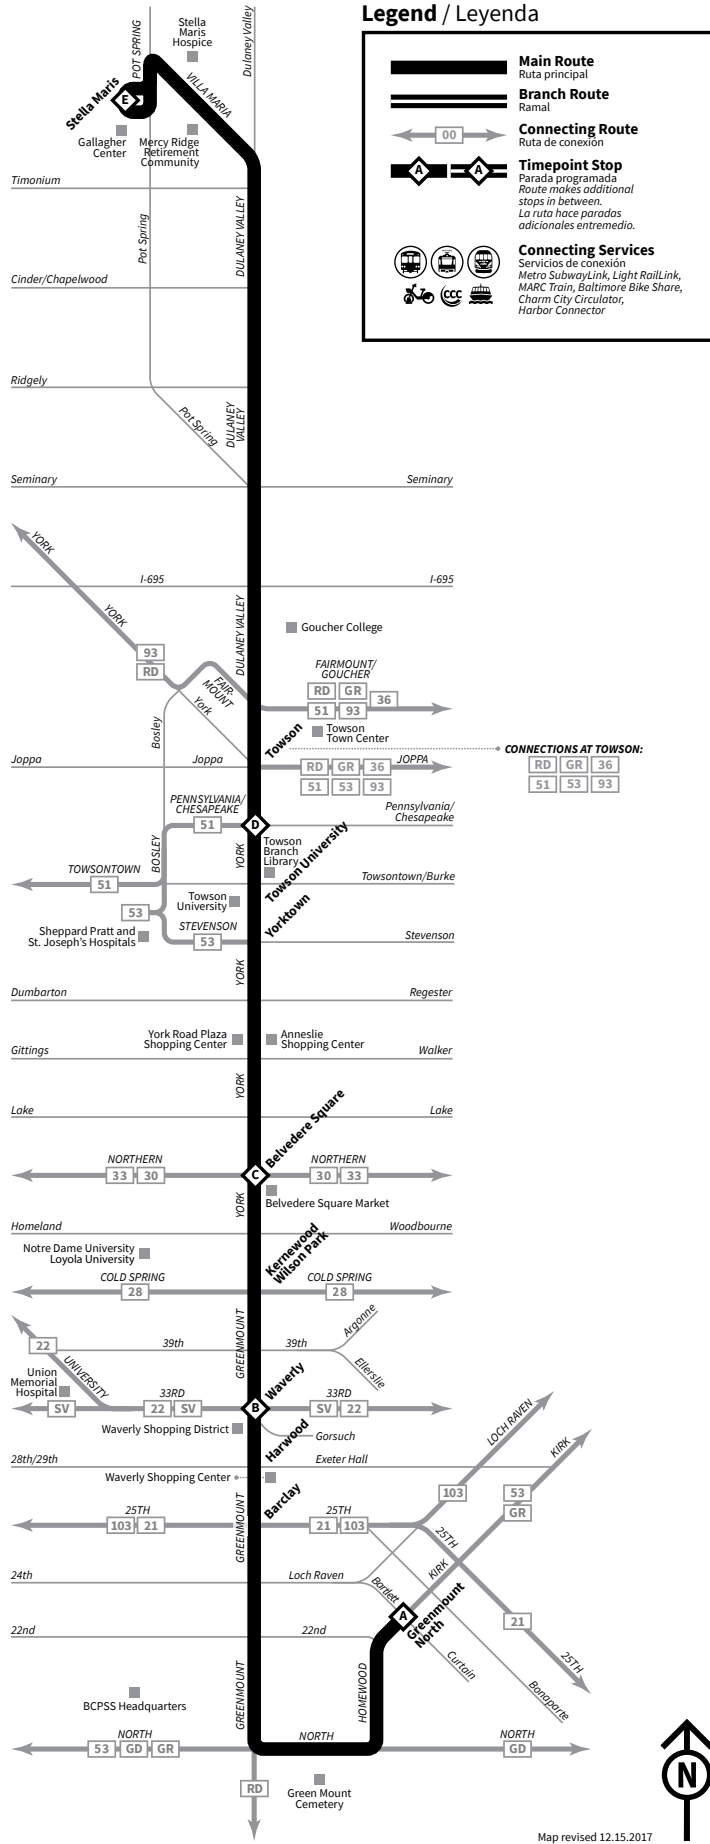 Legend / Leyenda
Main Route
Ruta principal
Branch Route
Ramal
00
Connecting Route
Ruta de conexión
A
A
Timepoint Stop
Parada programada
Route makes additional
stops in between.
La ruta hace paradas
adicionales entremedio.
Connecting Services
Servicios de conexión
Metro SubwayLink, Light RailLink,
MARC Train, Baltimore Bike Share,
Charm City Circulator,
Harbor Connector
CCC
POT SPRING
Stella
Maris
Hospice
Dulaney Valley
Stella Maris
E
VILLA MARIA
Gallagher
Center
Mercy Ridge
Retirement
Community
Timonium
Pot Spring
DULANEY VALLEY
Cinder/Chapelwood
Ridgely
Pot Spring
DULANEY
VALLEY
Seminary
Seminary
YORK
I-695
I-695
YORK
DULANEY VALLEY
Goucher College
93
RD
FAIR-
MOUNT
York
FAIRMOUNT/
GOUCHER
RD GR 36
51 93
Bosley
Towson
Towson
Town Center
CONNECTIONS AT TOWSON:
RD GR 36
51 53 93
Joppa
Joppa
RD GR 36
JOPPA
51 53 93
PENNSYLVANIA/
CHESAPEAKE
51
D
Pennsylvania/
Chesapeake
BOSLEY
YORK
Towson
Branch
Library
Towson University
TOWSONTOWN
51
Towsontown/Burke
Towson
University
Yorktown
53
Sheppard Pratt and
St. Joseph's Hospitals
STEVENSON
53
Stevenson
YORK
Dumbarton
Regester
York Road Plaza
Shopping Center
Anneslie
Shopping Center
Gittings
Walker
YORK
Lake
Lake
Belvedere Square
NORTHERN
33 30
C
NORTHERN
30 33
YORK
Belvedere Square Market
Homeland
Woodbourne
Notre Dame University
Loyola University
Kernewood
Wilson Park
COLD SPRING
28
COLD SPRING
28
GREENMOUNT
22
39th
39th
Argonne
Ellerslie
UNIVERSITY
Union
Memorial
Hospital
Waverly
SV
33RD
22 SV
B
33RD
SV 22
Waverly Shopping District
Gorsuch
Harwood
LOCH RAVEN
KIRK
28th/29th
Exeter Hall
Waverly Shopping Center
103
53
GR
Barclay
25TH
103 21
GREENMOUNT
25TH
21 103
25TH
KIRK
24th
Loch Raven
Bartlett
A
Greenmount
North
21
22nd
22nd
Curtain
25TH
HOMEWOOD
Bonaparte
GREENMOUNT
BCPSS Headquarters
NORTH
53 GD GR
NORTH
NORTH
GD
RD
Green Mount
Cemetery
N
Map revised 12.15.2017